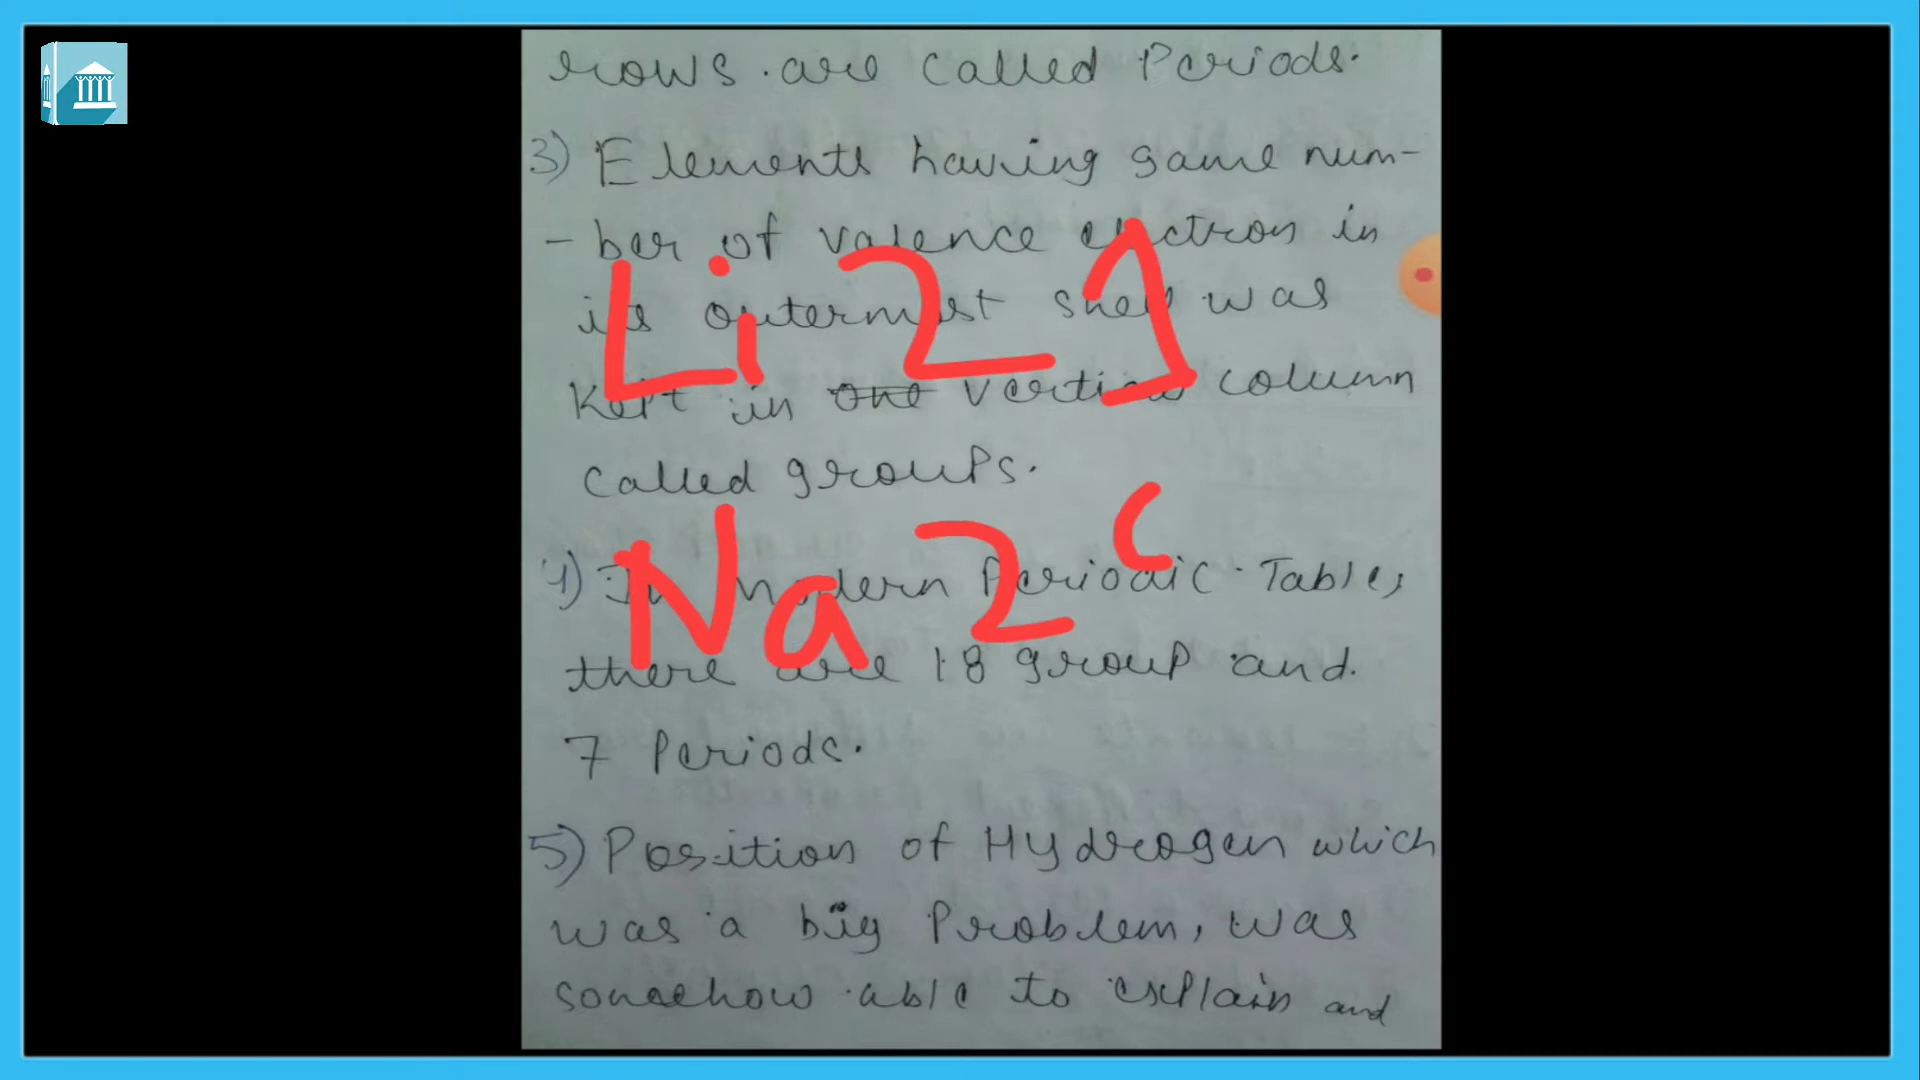 rows are called Periods.
3) Elements having same num-
- ber of valence electron in
its outermost shell was
Kept in one vertical column
called groups.
4) In modern Periodic Table,
there are 18 group and
7 Periods.
5) Position of Hydrogen which
was a big Problem, was
somehow able to explain and
Li 2 1
Na 2